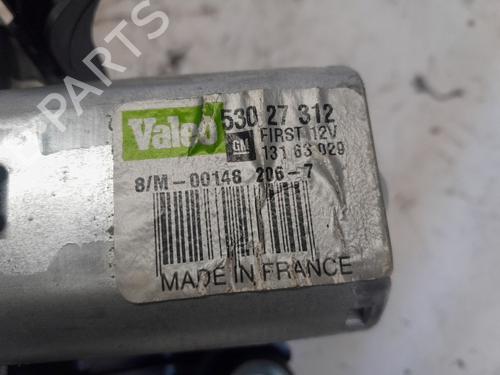 Valeo 530 27 312
GM FIRST 12V
131 63 029
8/M-00148 206-7
MADE IN FRANCE
B-PARTS